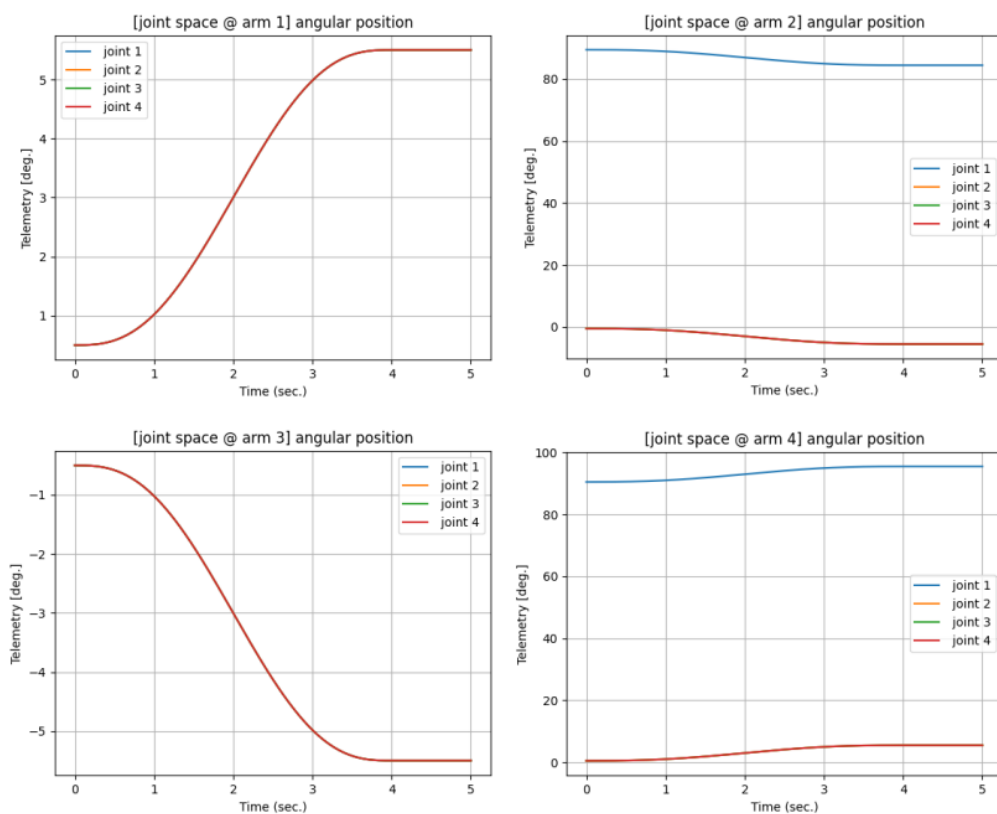 [joint space @ arm 1] angular position
Telemetry [deg.]
5
4
3
2
1
joint 1
joint 2
joint 3
joint 4
0 1 2 3 4 5
Time (sec.)
[joint space @ arm 2] angular position
Telemetry [deg.]
80
60
40
20
0
joint 1
joint 2
joint 3
joint 4
0 1 2 3 4 5
Time (sec.)
[joint space @ arm 3] angular position
Telemetry [deg.]
−1
−2
−3
−4
−5
joint 1
joint 2
joint 3
joint 4
0 1 2 3 4 5
Time (sec.)
[joint space @ arm 4] angular position
Telemetry [deg.]
100
80
60
40
20
0
joint 1
joint 2
joint 3
joint 4
0 1 2 3 4 5
Time (sec.)